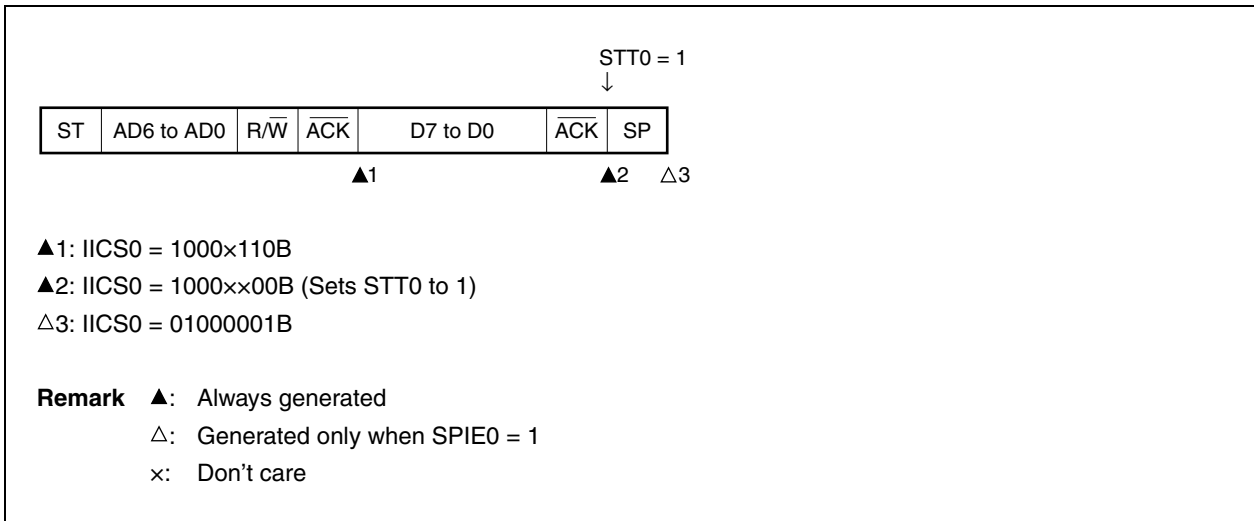 STT0 = 1
↓
ST AD6 to AD0 R/W̅ A̅C̅K̅ D7 to D0 A̅C̅K̅ SP
▲1 ▲2 △3
▲1: IICS0 = 1000×110B
▲2: IICS0 = 1000××00B (Sets STT0 to 1)
△3: IICS0 = 01000001B
Remark ▲: Always generated
△: Generated only when SPIE0 = 1
×: Don't care